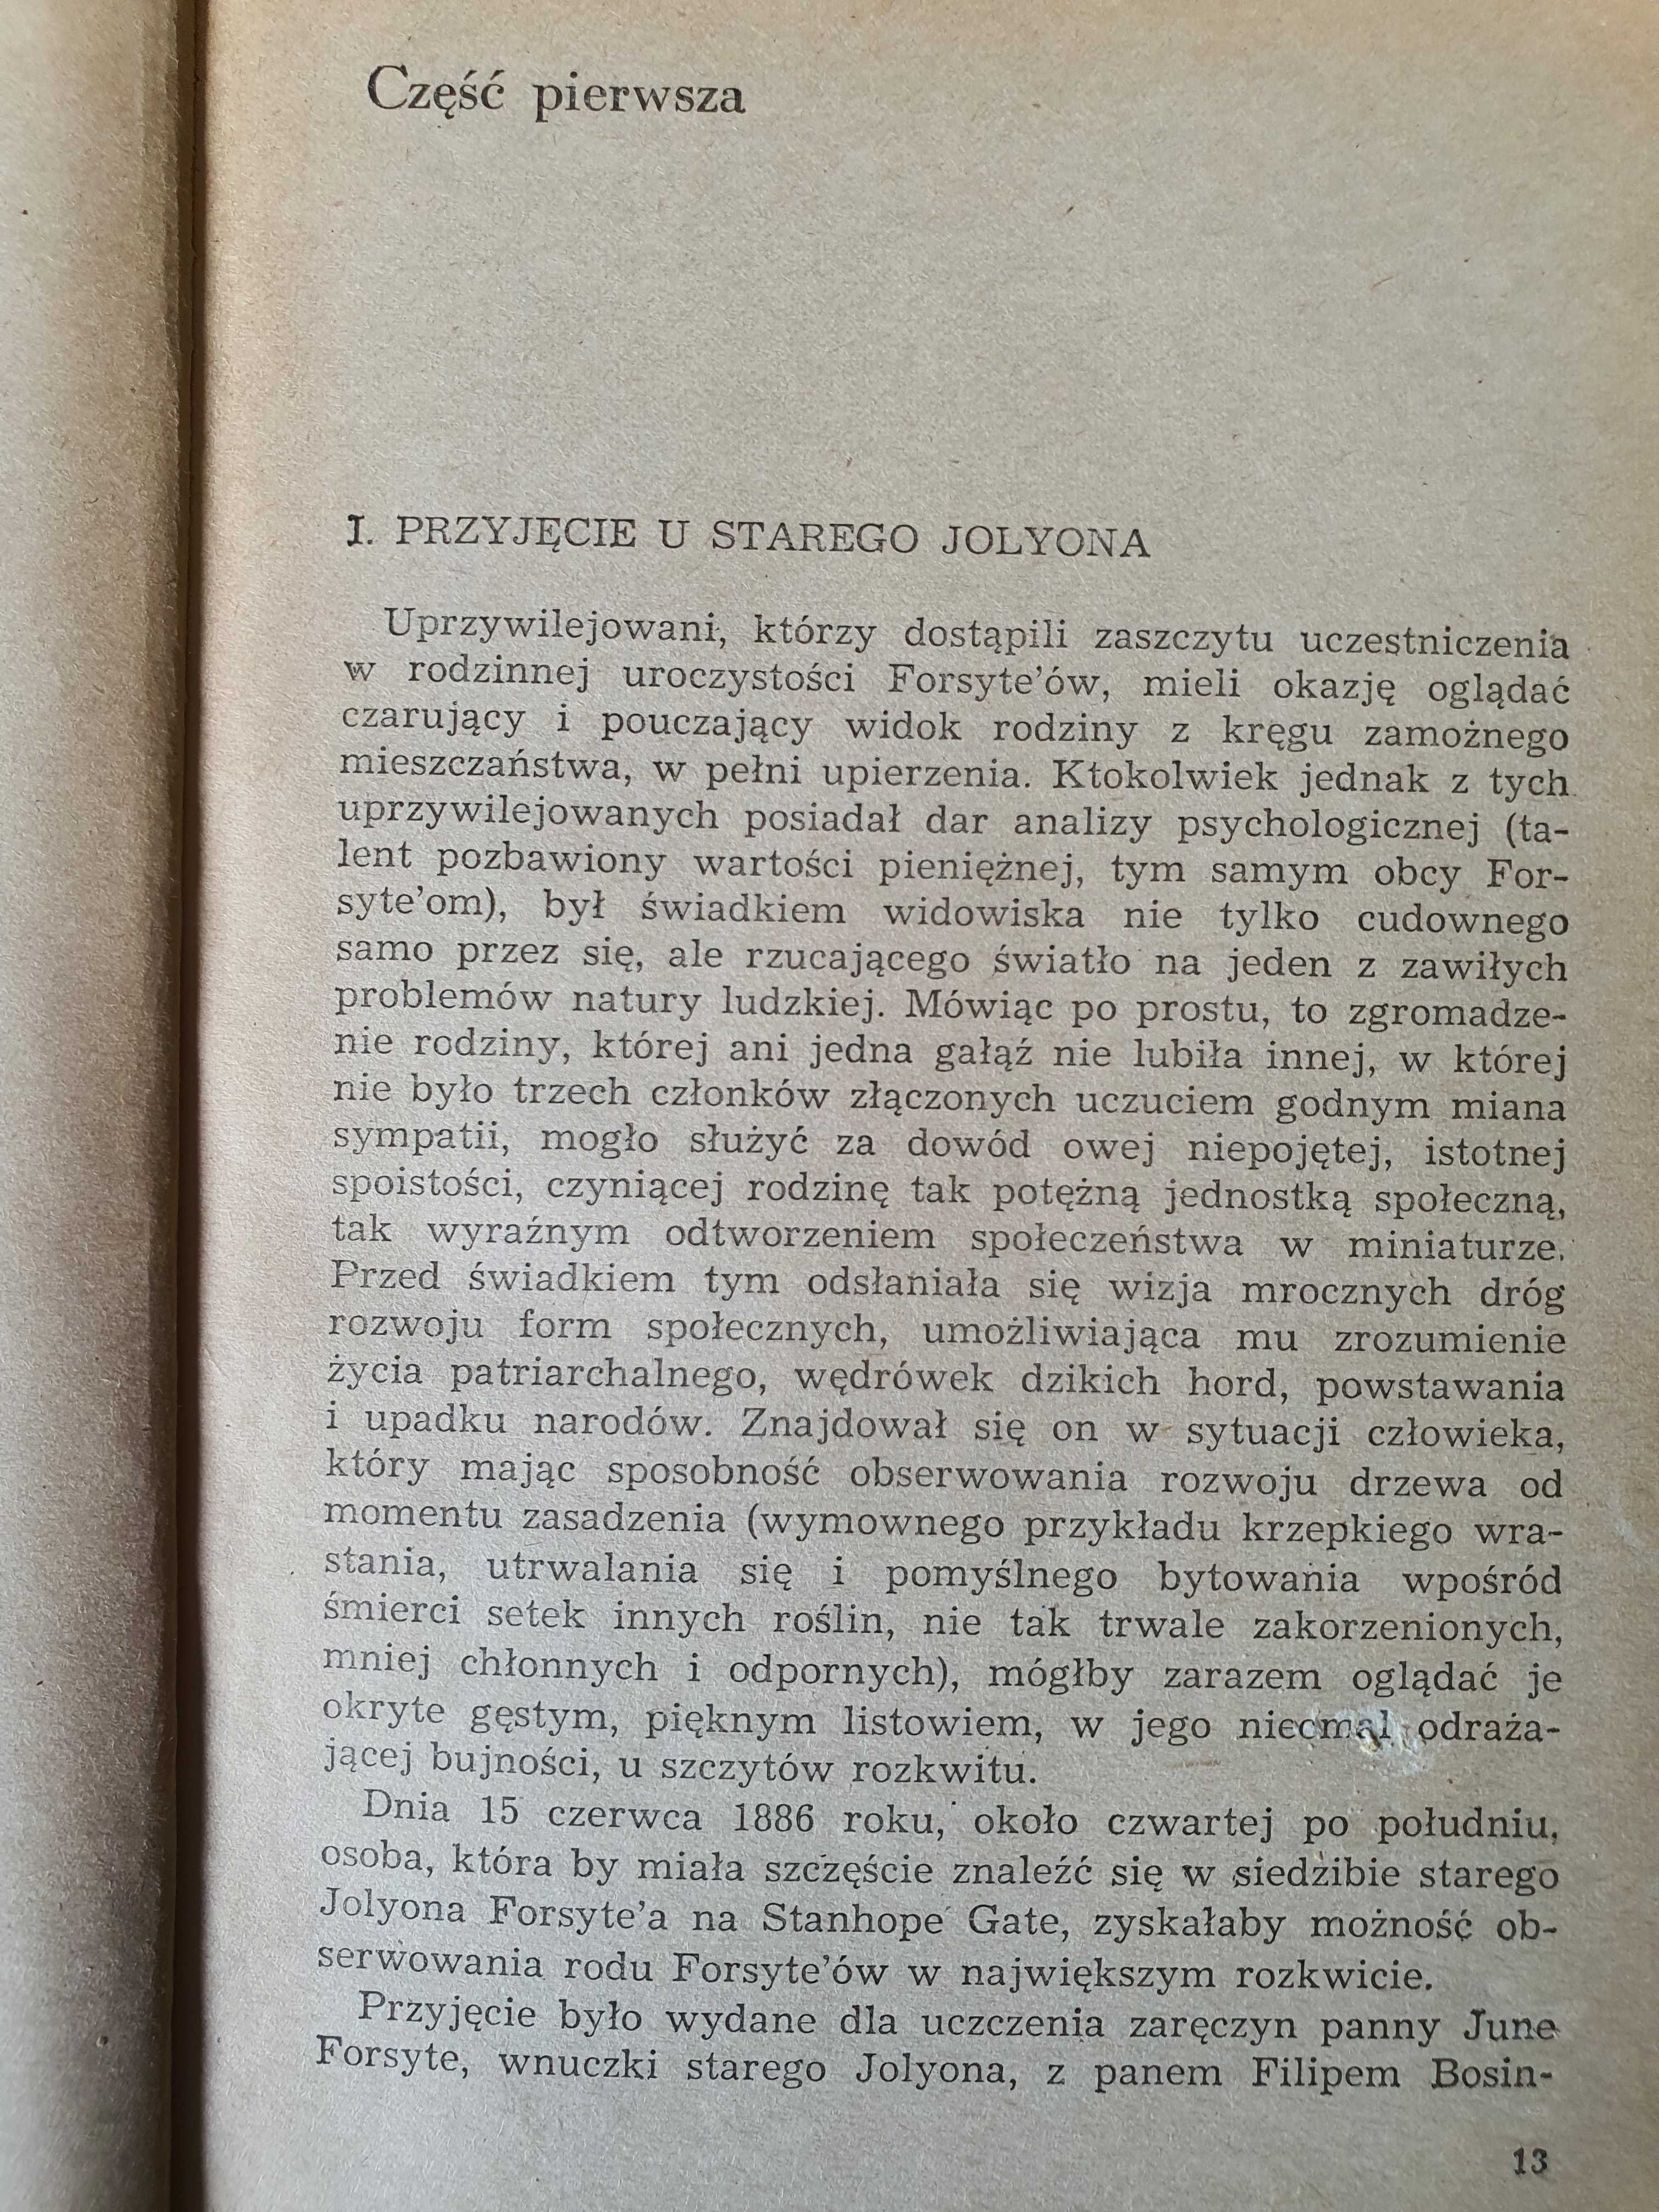 Część pierwsza
I. PRZYJĘCIE U STAREGO JOLYONA
Uprzywilejowani, którzy dostąpili zaszczytu uczestniczenia
w rodzinnej uroczystości Forsyte'ów, mieli okazję oglądać
czarujący i pouczający widok rodziny z kręgu zamożnego
mieszczaństwa, w pełni upierzenia. Ktokolwiek jednak z tych
uprzywilejowanych posiadał dar analizy psychologicznej (ta-
lent pozbawiony wartości pieniężnej, tym samym obcy For-
syte'om), był świadkiem widowiska nie tylko cudownego
samo przez się, ale rzucającego światło na jeden z zawiłych
problemów natury ludzkiej. Mówiąc po prostu, to zgromadze-
nie rodziny, której ani jedna gałąź nie lubiła innej, w której
nie było trzech członków złączonych uczuciem godnym miana
sympatii, mogło służyć za dowód owej niepojętej, istotnej
spoistości, czyniącej rodzinę tak potężną jednostką społeczną,
tak wyraźnym odtworzeniem społeczeństwa w miniaturze.
Przed świadkiem tym odsłaniała się wizja mrocznych dróg
rozwoju form społecznych, umożliwiająca mu zrozumienie
życia patriarchalnego, wędrówek dzikich hord, powstawania
i upadku narodów. Znajdował się on w sytuacji człowieka,
który mając sposobność obserwowania rozwoju drzewa od
momentu zasadzenia (wymownego przykładu krzepkiego wra-
stania, utrwalania się i pomyślnego bytowania wpośród
śmierci setek innych roślin, nie tak trwale zakorzenionych,
mniej chłonnych i odpornych), mógłby zarazem oglądać je
okryte gęstym, pięknym listowiem, w jego nieomal odraża-
jącej bujności, u szczytów rozkwitu.
Dnia 15 czerwca 1886 roku, około czwartej po południu,
osoba, która by miała szczęście znaleźć się w siedzibie starego
Jolyona Forsyte'a na Stanhope Gate, zyskałaby możność ob-
serwowania rodu Forsyte'ów w największym rozkwicie.
Przyjęcie było wydane dla uczczenia zaręczyn panny June
Forsyte, wnuczki starego Jolyona, z panem Filipem Bosin-
13